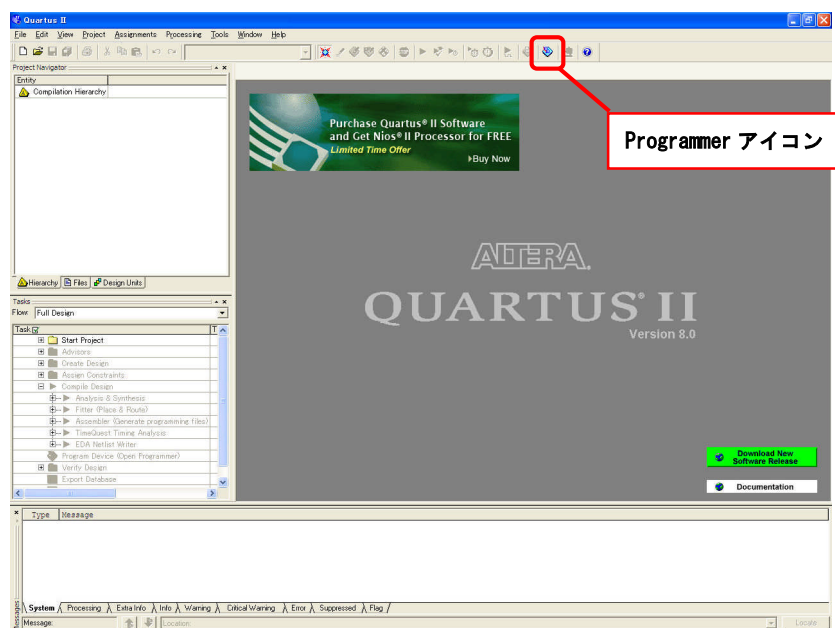 Quartus II
File Edit View Project Assignments Processing Tools Window Help
Project Navigator
Entity
Compilation Hierarchy
Purchase Quartus® II Software
and Get Nios® II Processor for FREE
Limited Time Offer
Buy Now
Programmer アイコン
ALTERA.
QUARTUS® II
Version 8.0
Hierarchy Files Design Units
Tasks
Flow: Full Design
Task T
Start Project
Advisors
Create Design
Assign Constraints
Compile Design
Analysis & Synthesis
Fitter (Place & Route)
Assembler (Generate programming files)
TimeQuest Timing Analysis
EDA Netlist Writer
Program Device (Open Programmer)
Verify Design
Export Database
Download New
Software Release
Documentation
Type Message
System Processing Extra Info Info Warning Critical Warning Error Suppressed Flag
Messages
Message: Location: Locate